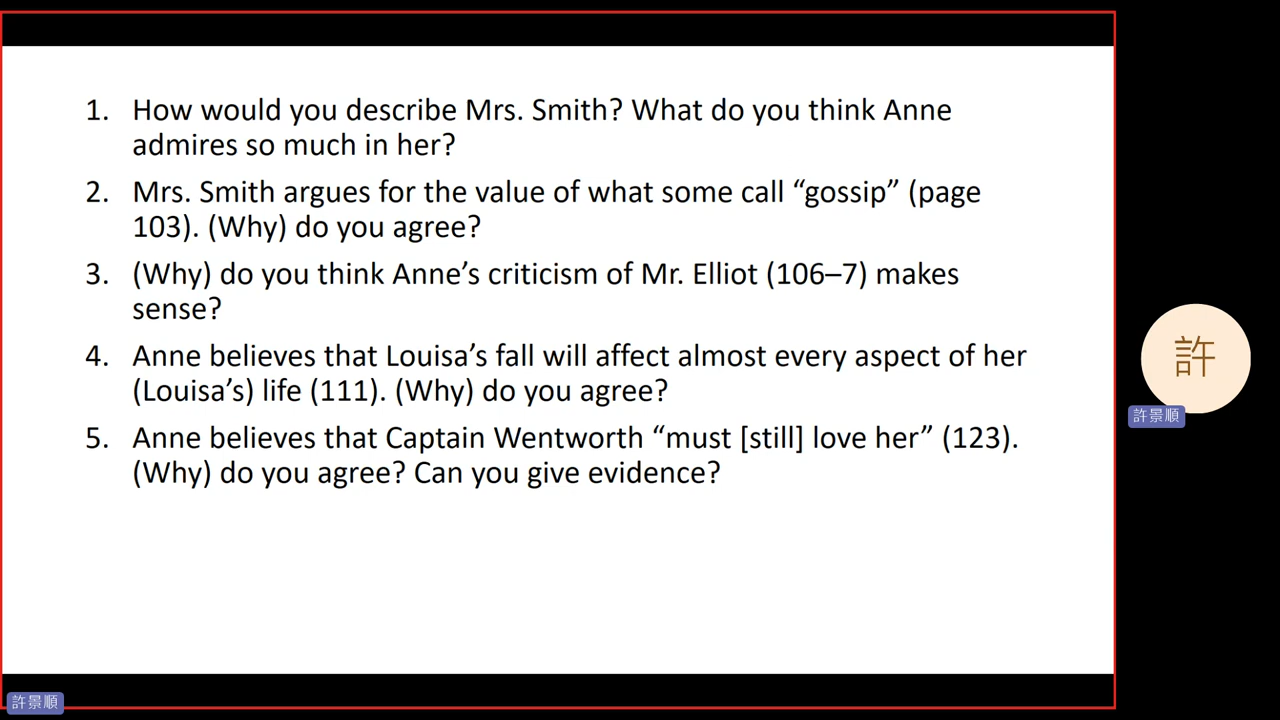 1. How would you describe Mrs. Smith? What do you think Anne
admires so much in her?
2. Mrs. Smith argues for the value of what some call “gossip” (page
103). (Why) do you agree?
3. (Why) do you think Anne’s criticism of Mr. Elliot (106–7) makes
sense?
4. Anne believes that Louisa’s fall will affect almost every aspect of her
(Louisa’s) life (111). (Why) do you agree?
5. Anne believes that Captain Wentworth “must [still] love her” (123).
(Why) do you agree? Can you give evidence?
許
許景順
許景順